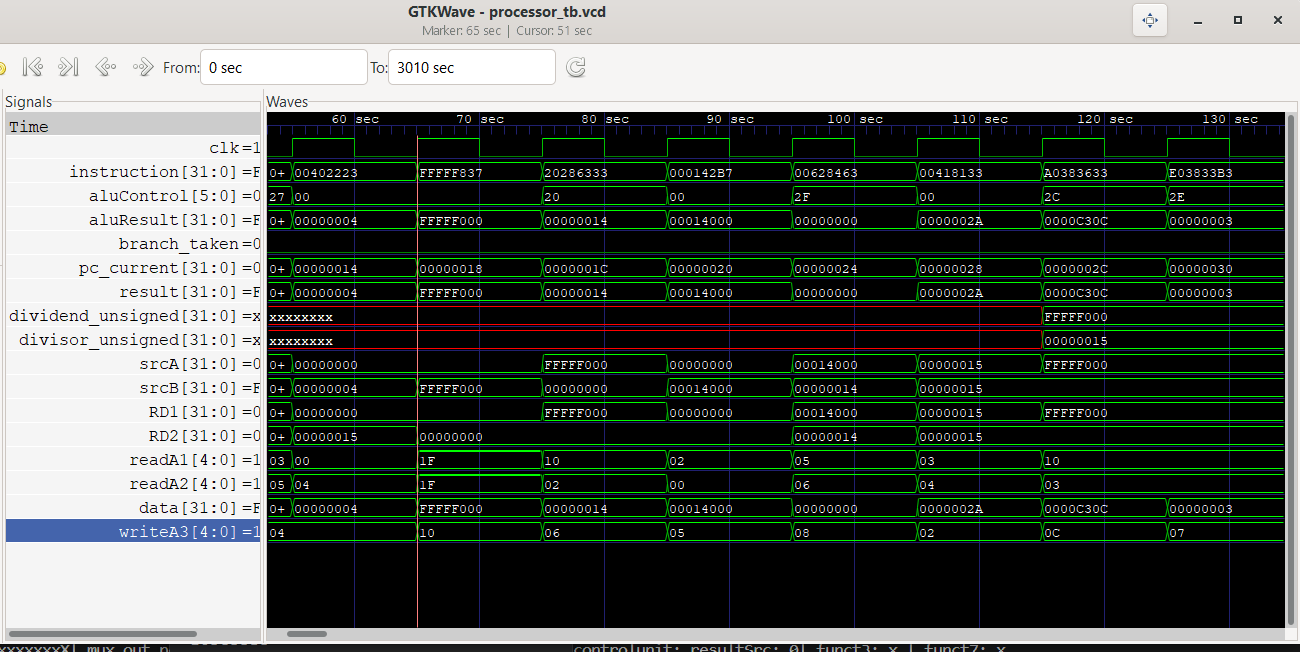 GTKWave - processor_tb.vcd
Marker: 65 sec | Cursor: 51 sec
From: 0 sec To: 3010 sec
Signals Waves
Time 60 sec 70 sec 80 sec 90 sec 100 sec 110 sec 120 sec 130 sec
clk=1
instruction[31:0]=F 0+ 00402223 FFFFF837 20286333 000142B7 00628463 00418133 A0383633 E03833B3
aluControl[5:0]=0 27 00 20 00 2F 00 2C 2E
aluResult[31:0]=F 0+ 00000004 FFFFF000 00000014 00014000 00000000 0000002A 0000C30C 00000003
branch_taken=0
pc_current[31:0]=0 0+ 00000014 00000018 0000001C 00000020 00000024 00000028 0000002C 00000030
result[31:0]=F 0+ 00000004 FFFFF000 00000014 00014000 00000000 0000002A 0000C30C 00000003
dividend_unsigned[31:0]=x xxxxxxxx FFFFF000
divisor_unsigned[31:0]=x xxxxxxxx 00000015
srcA[31:0]=0 0+ 00000000 FFFFF000 00000000 00014000 00000015 FFFFF000
srcB[31:0]=F 0+ 00000004 FFFFF000 00000000 00014000 00000014 00000015
RD1[31:0]=0 0+ 00000000 FFFFF000 00000000 00014000 00000015 FFFFF000
RD2[31:0]=0 0+ 00000015 00000000 00000014 00000015
readA1[4:0]=1 03 00 1F 10 02 05 03 10
readA2[4:0]=1 05 04 1F 02 00 06 04 03
data[31:0]=F 0+ 00000004 FFFFF000 00000014 00014000 00000000 0000002A 0000C30C 00000003
writeA3[4:0]=1 04 10 06 05 08 02 0C 07
controlunit: resultSrc: 0| funct3: x | funct7: x